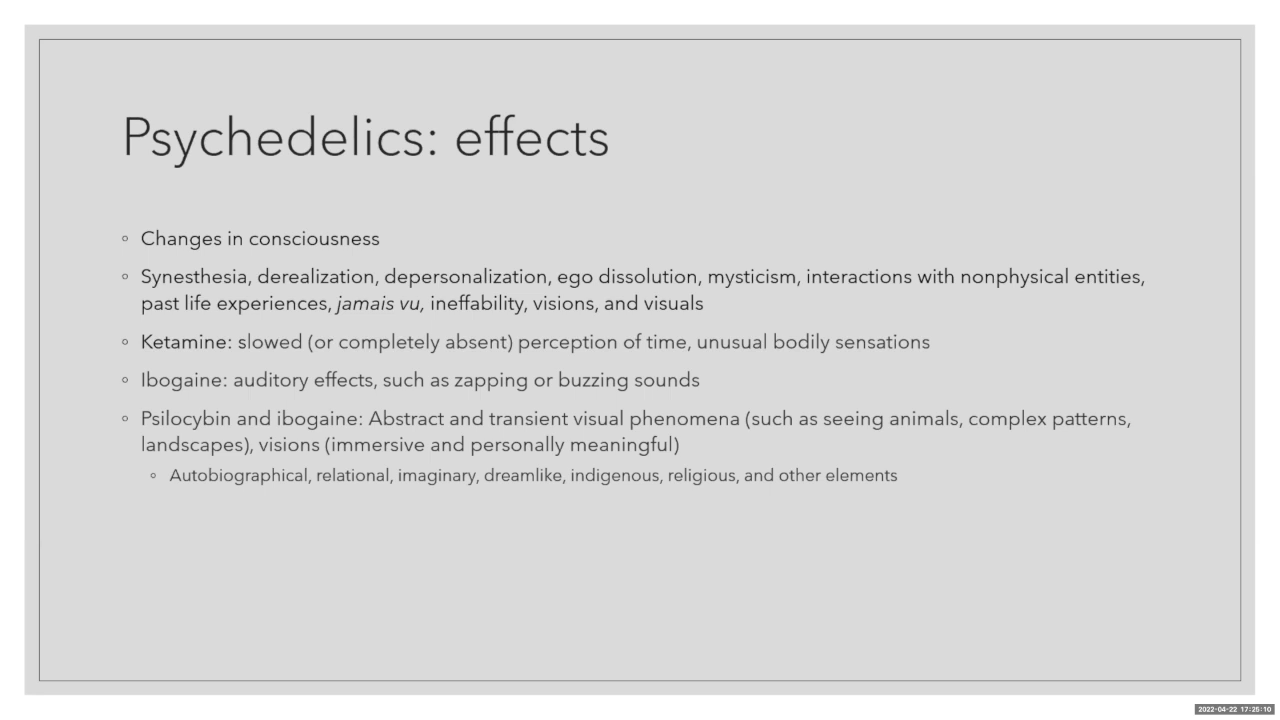 Psychedelics: effects
◦ Changes in consciousness
◦ Synesthesia, derealization, depersonalization, ego dissolution, mysticism, interactions with nonphysical entities,
past life experiences, jamais vu, ineffability, visions, and visuals
◦ Ketamine: slowed (or completely absent) perception of time, unusual bodily sensations
◦ Ibogaine: auditory effects, such as zapping or buzzing sounds
◦ Psilocybin and ibogaine: Abstract and transient visual phenomena (such as seeing animals, complex patterns,
landscapes), visions (immersive and personally meaningful)
◦ Autobiographical, relational, imaginary, dreamlike, indigenous, religious, and other elements
2022-04-22 17:26:10